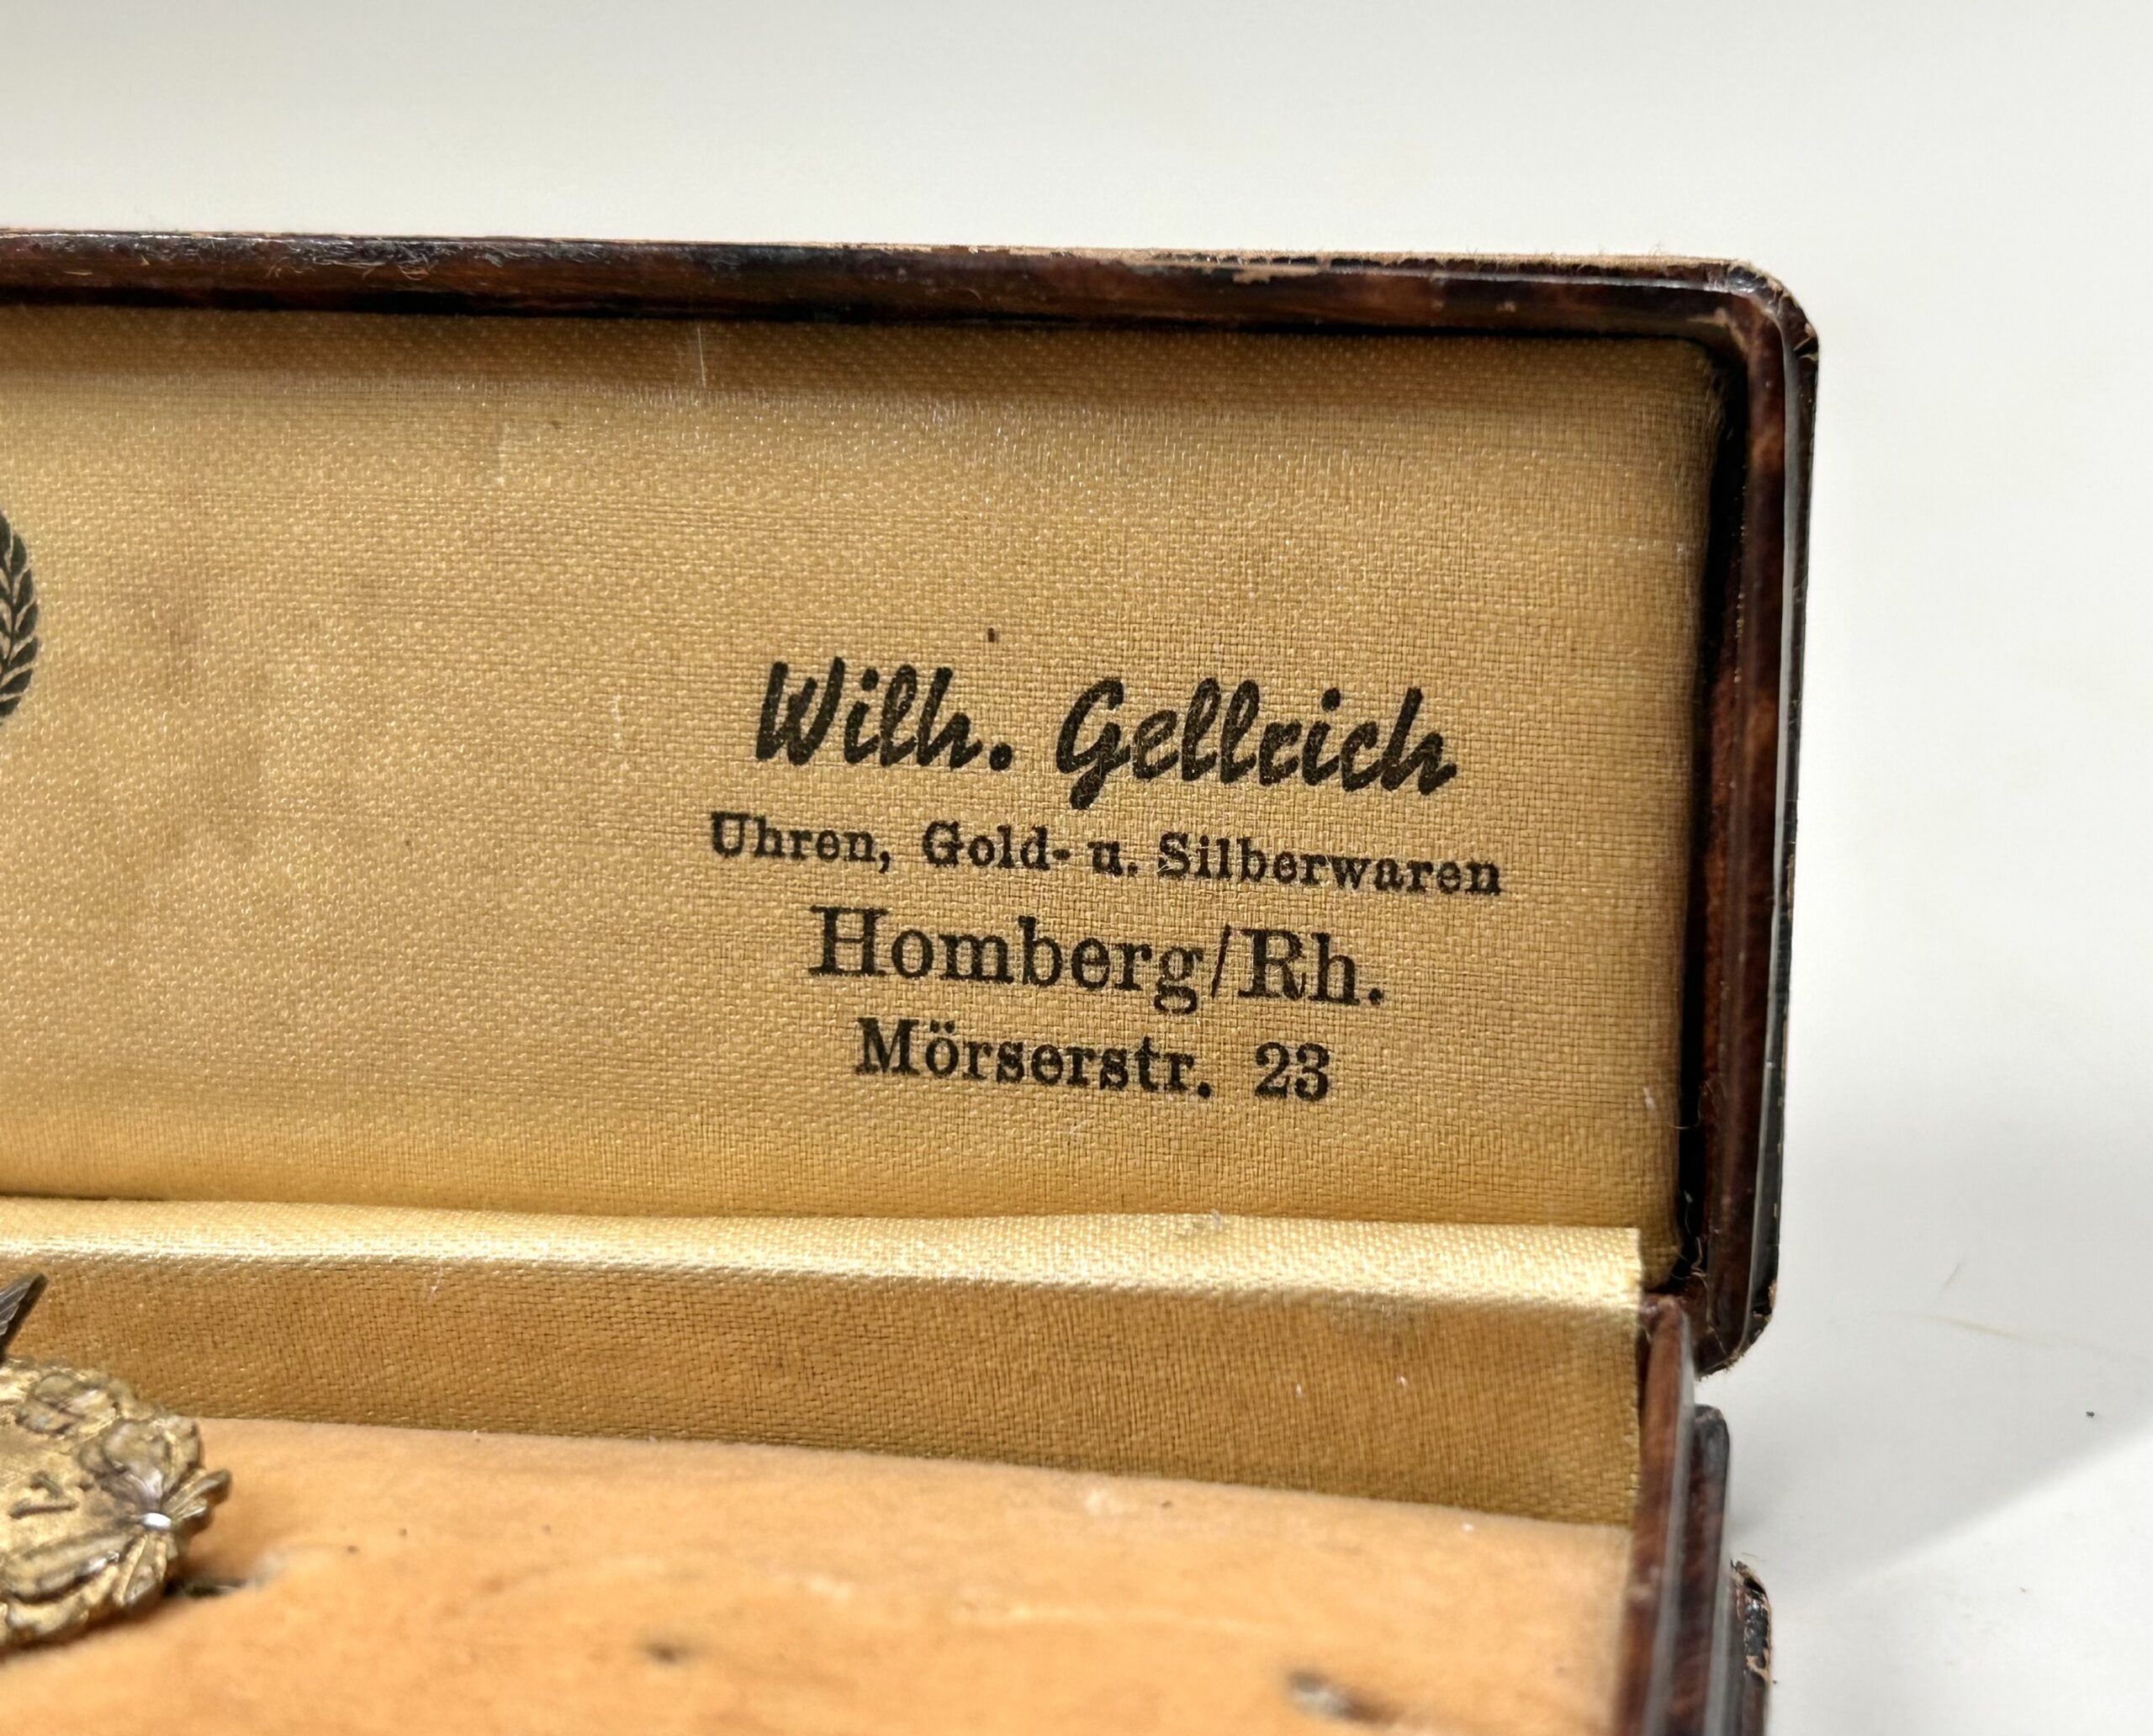 Wilh. Gellrich
Uhren, Gold- u. Silberwaren
Homberg/Rh.
Mörserstr. 23